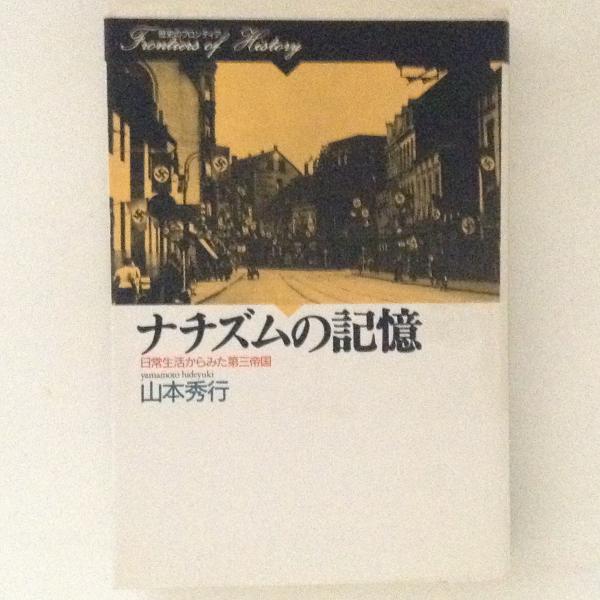 歴史のフロンティア
Frontiers of History
ナチズムの記憶
日常生活からみた第三帝国
yamamoto hideyuki
山本秀行